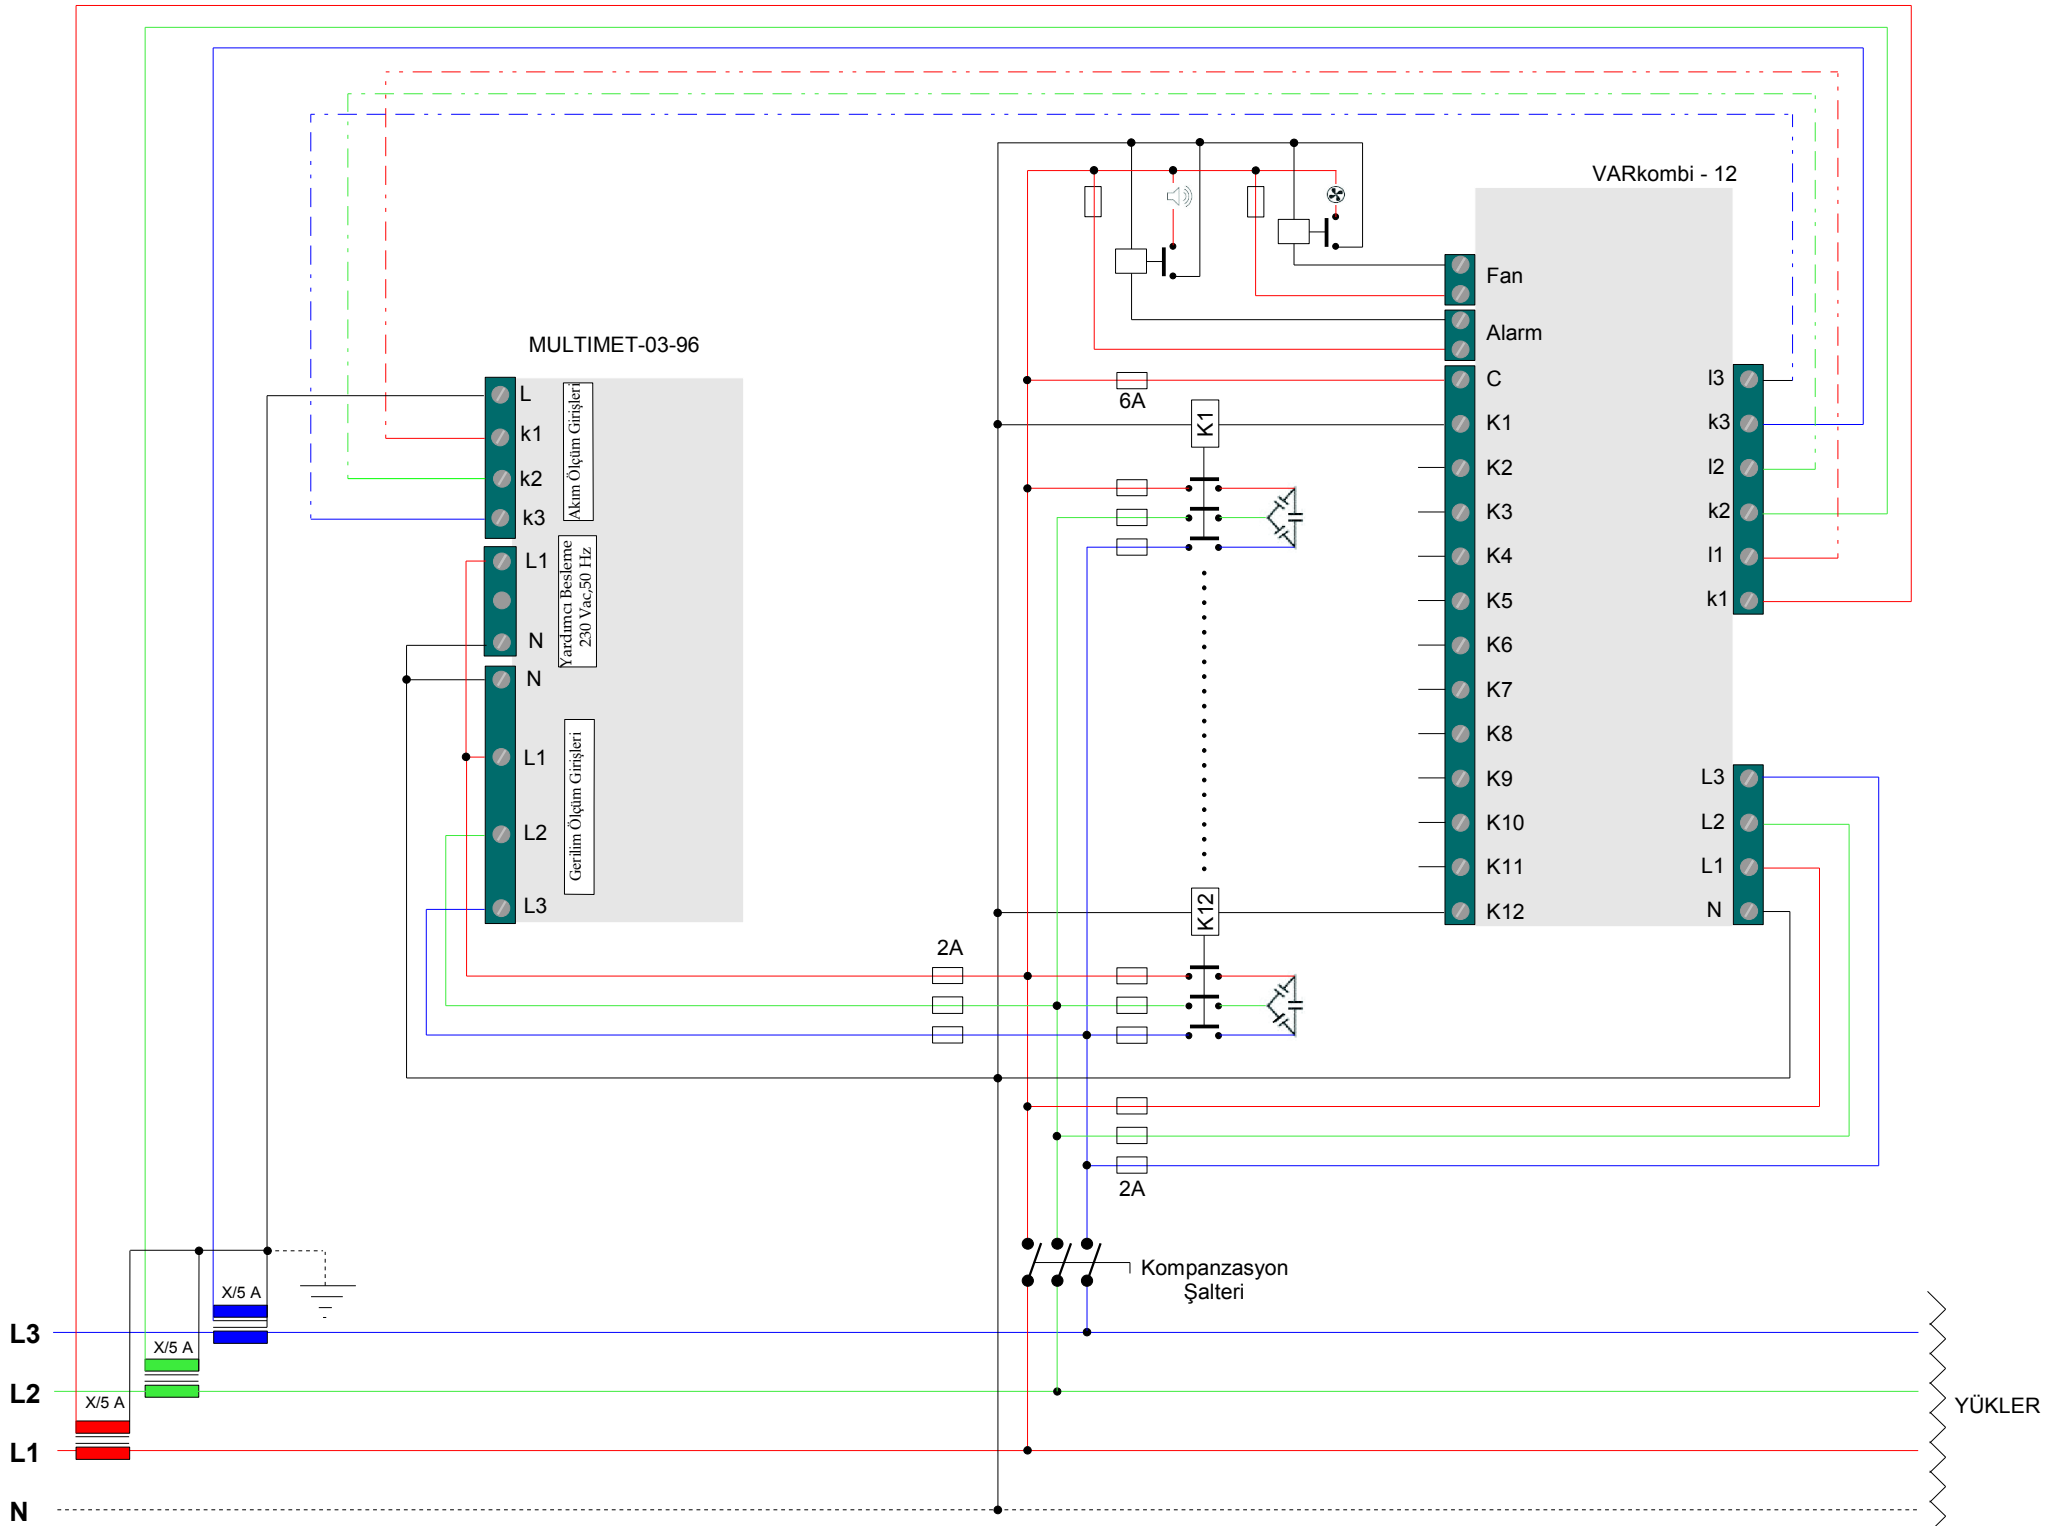 VARkombi - 12
Fan
Alarm
MULTIMET-03-96
L
k1
k2
k3
Akım Ölçüm Girişleri
L1
N
Yardımcı Besleme
230 Vac,50 Hz
N
L1
L2
L3
Gerilim Ölçüm Girişleri
C
K1
K2
K3
K4
K5
K6
K7
K8
K9
K10
K11
K12
l3
k3
l2
k2
l1
k1
L3
L2
L1
N
6A
K1
K12
2A
2A
Kompanzasyon
Şalteri
X/5 A
X/5 A
X/5 A
L3
L2
L1
N
YÜKLER